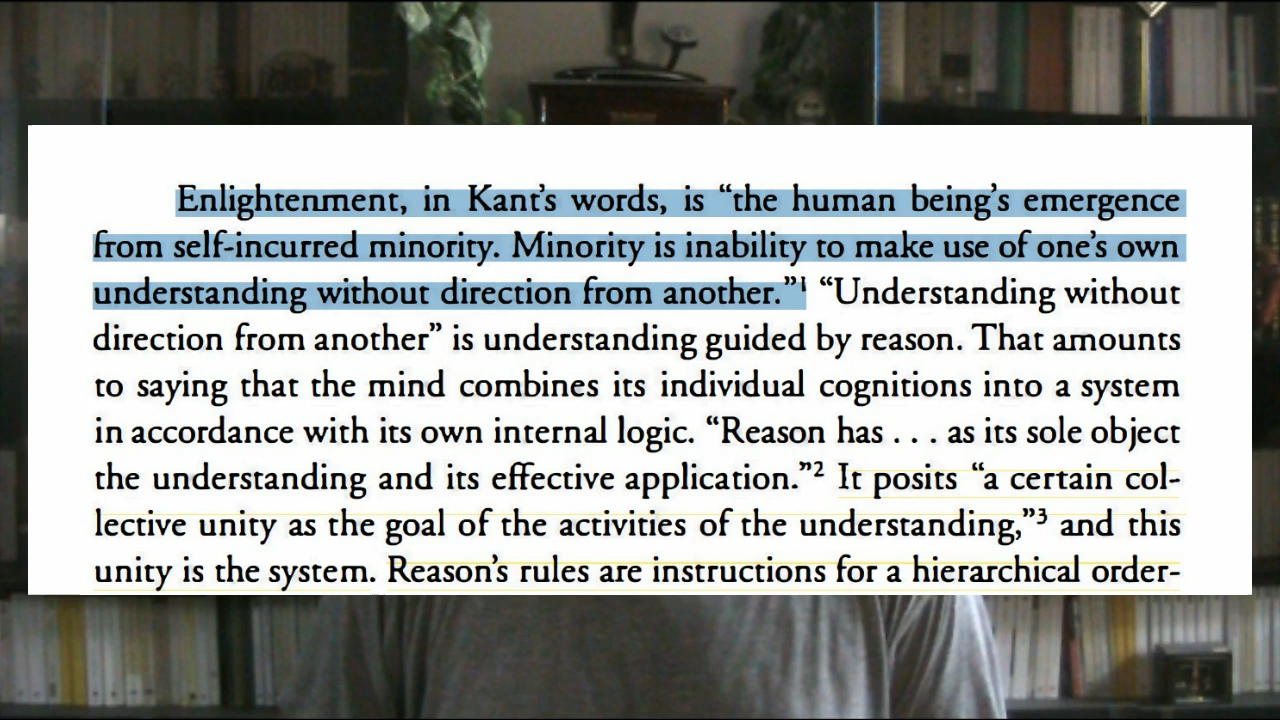 Enlightenment, in Kant’s words, is “the human being’s emergence
from self-incurred minority. Minority is inability to make use of one’s own
understanding without direction from another.”¹ “Understanding without
direction from another” is understanding guided by reason. That amounts
to saying that the mind combines its individual cognitions into a system
in accordance with its own internal logic. “Reason has . . . as its sole object
the understanding and its effective application.”² It posits “a certain col-
lective unity as the goal of the activities of the understanding,”³ and this
unity is the system. Reason’s rules are instructions for a hierarchical order-